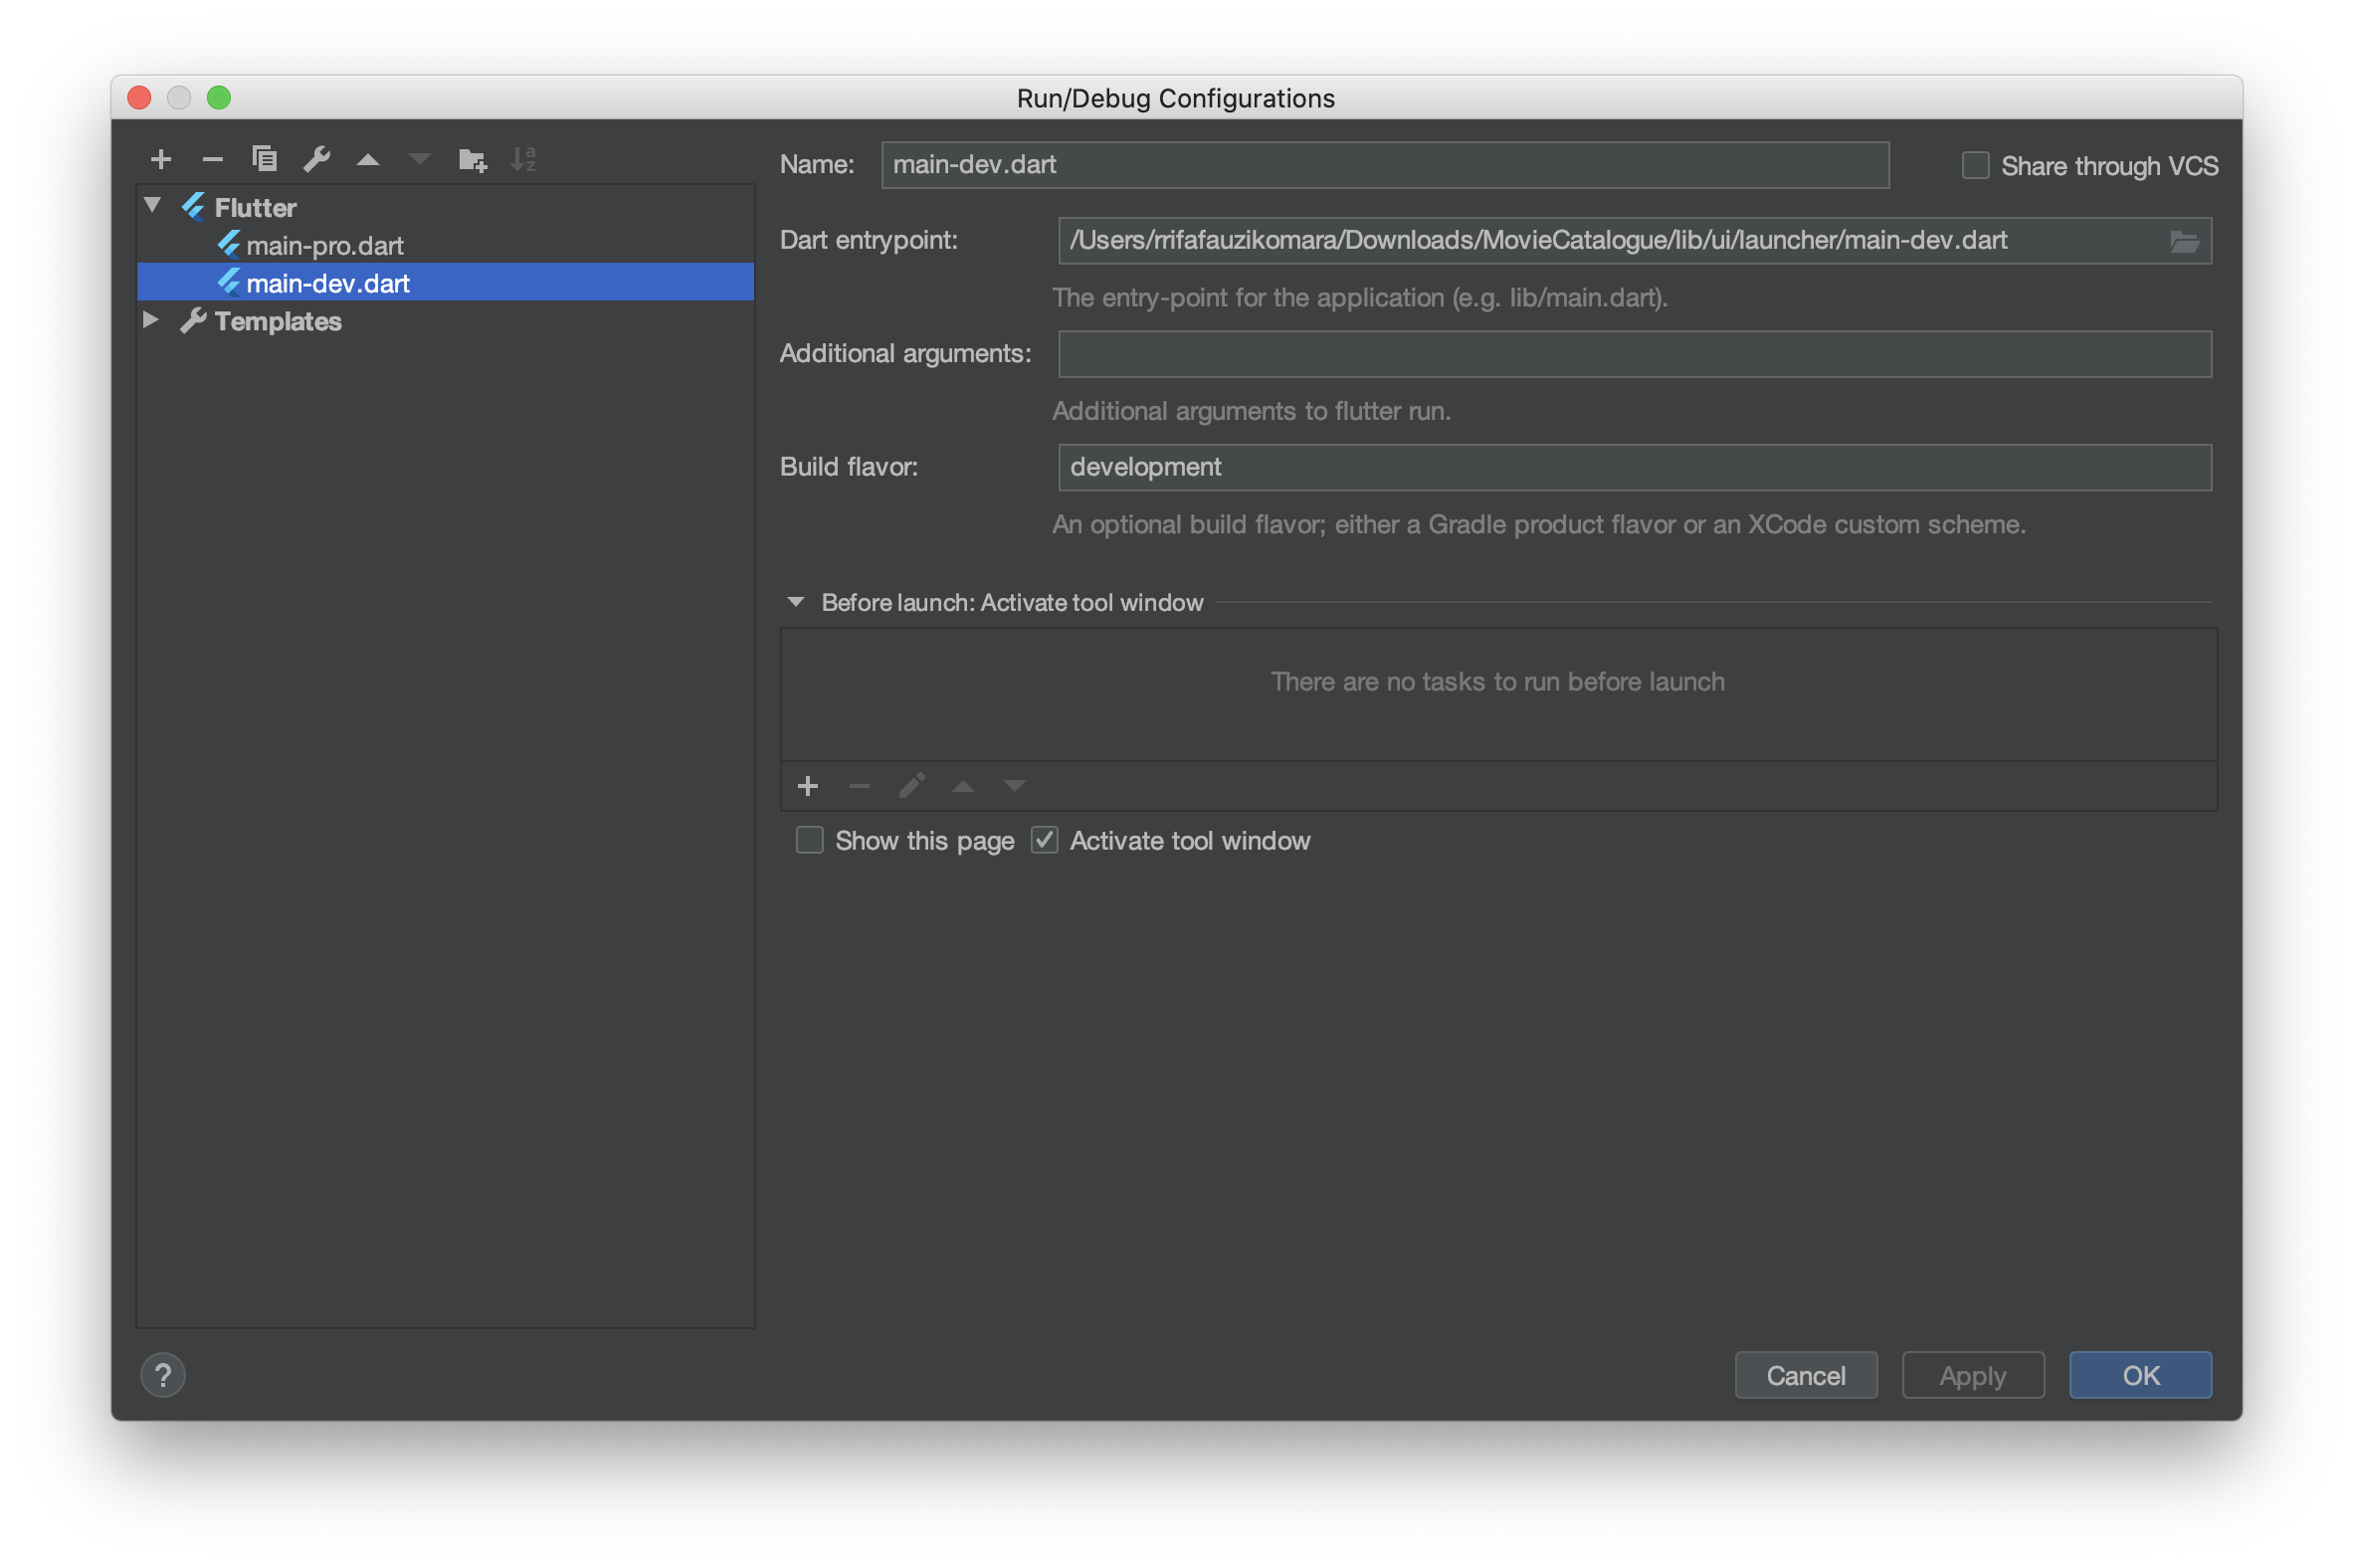 Run/Debug Configurations
Flutter
main-pro.dart
main-dev.dart
Templates
Name: main-dev.dart Share through VCS
Dart entrypoint: /Users/rrifafauzikomara/Downloads/MovieCatalogue/lib/ui/launcher/main-dev.dart
The entry-point for the application (e.g. lib/main.dart).
Additional arguments:
Additional arguments to flutter run.
Build flavor: development
An optional build flavor; either a Gradle product flavor or an XCode custom scheme.
Before launch: Activate tool window
There are no tasks to run before launch
Show this page Activate tool window
? Cancel Apply OK